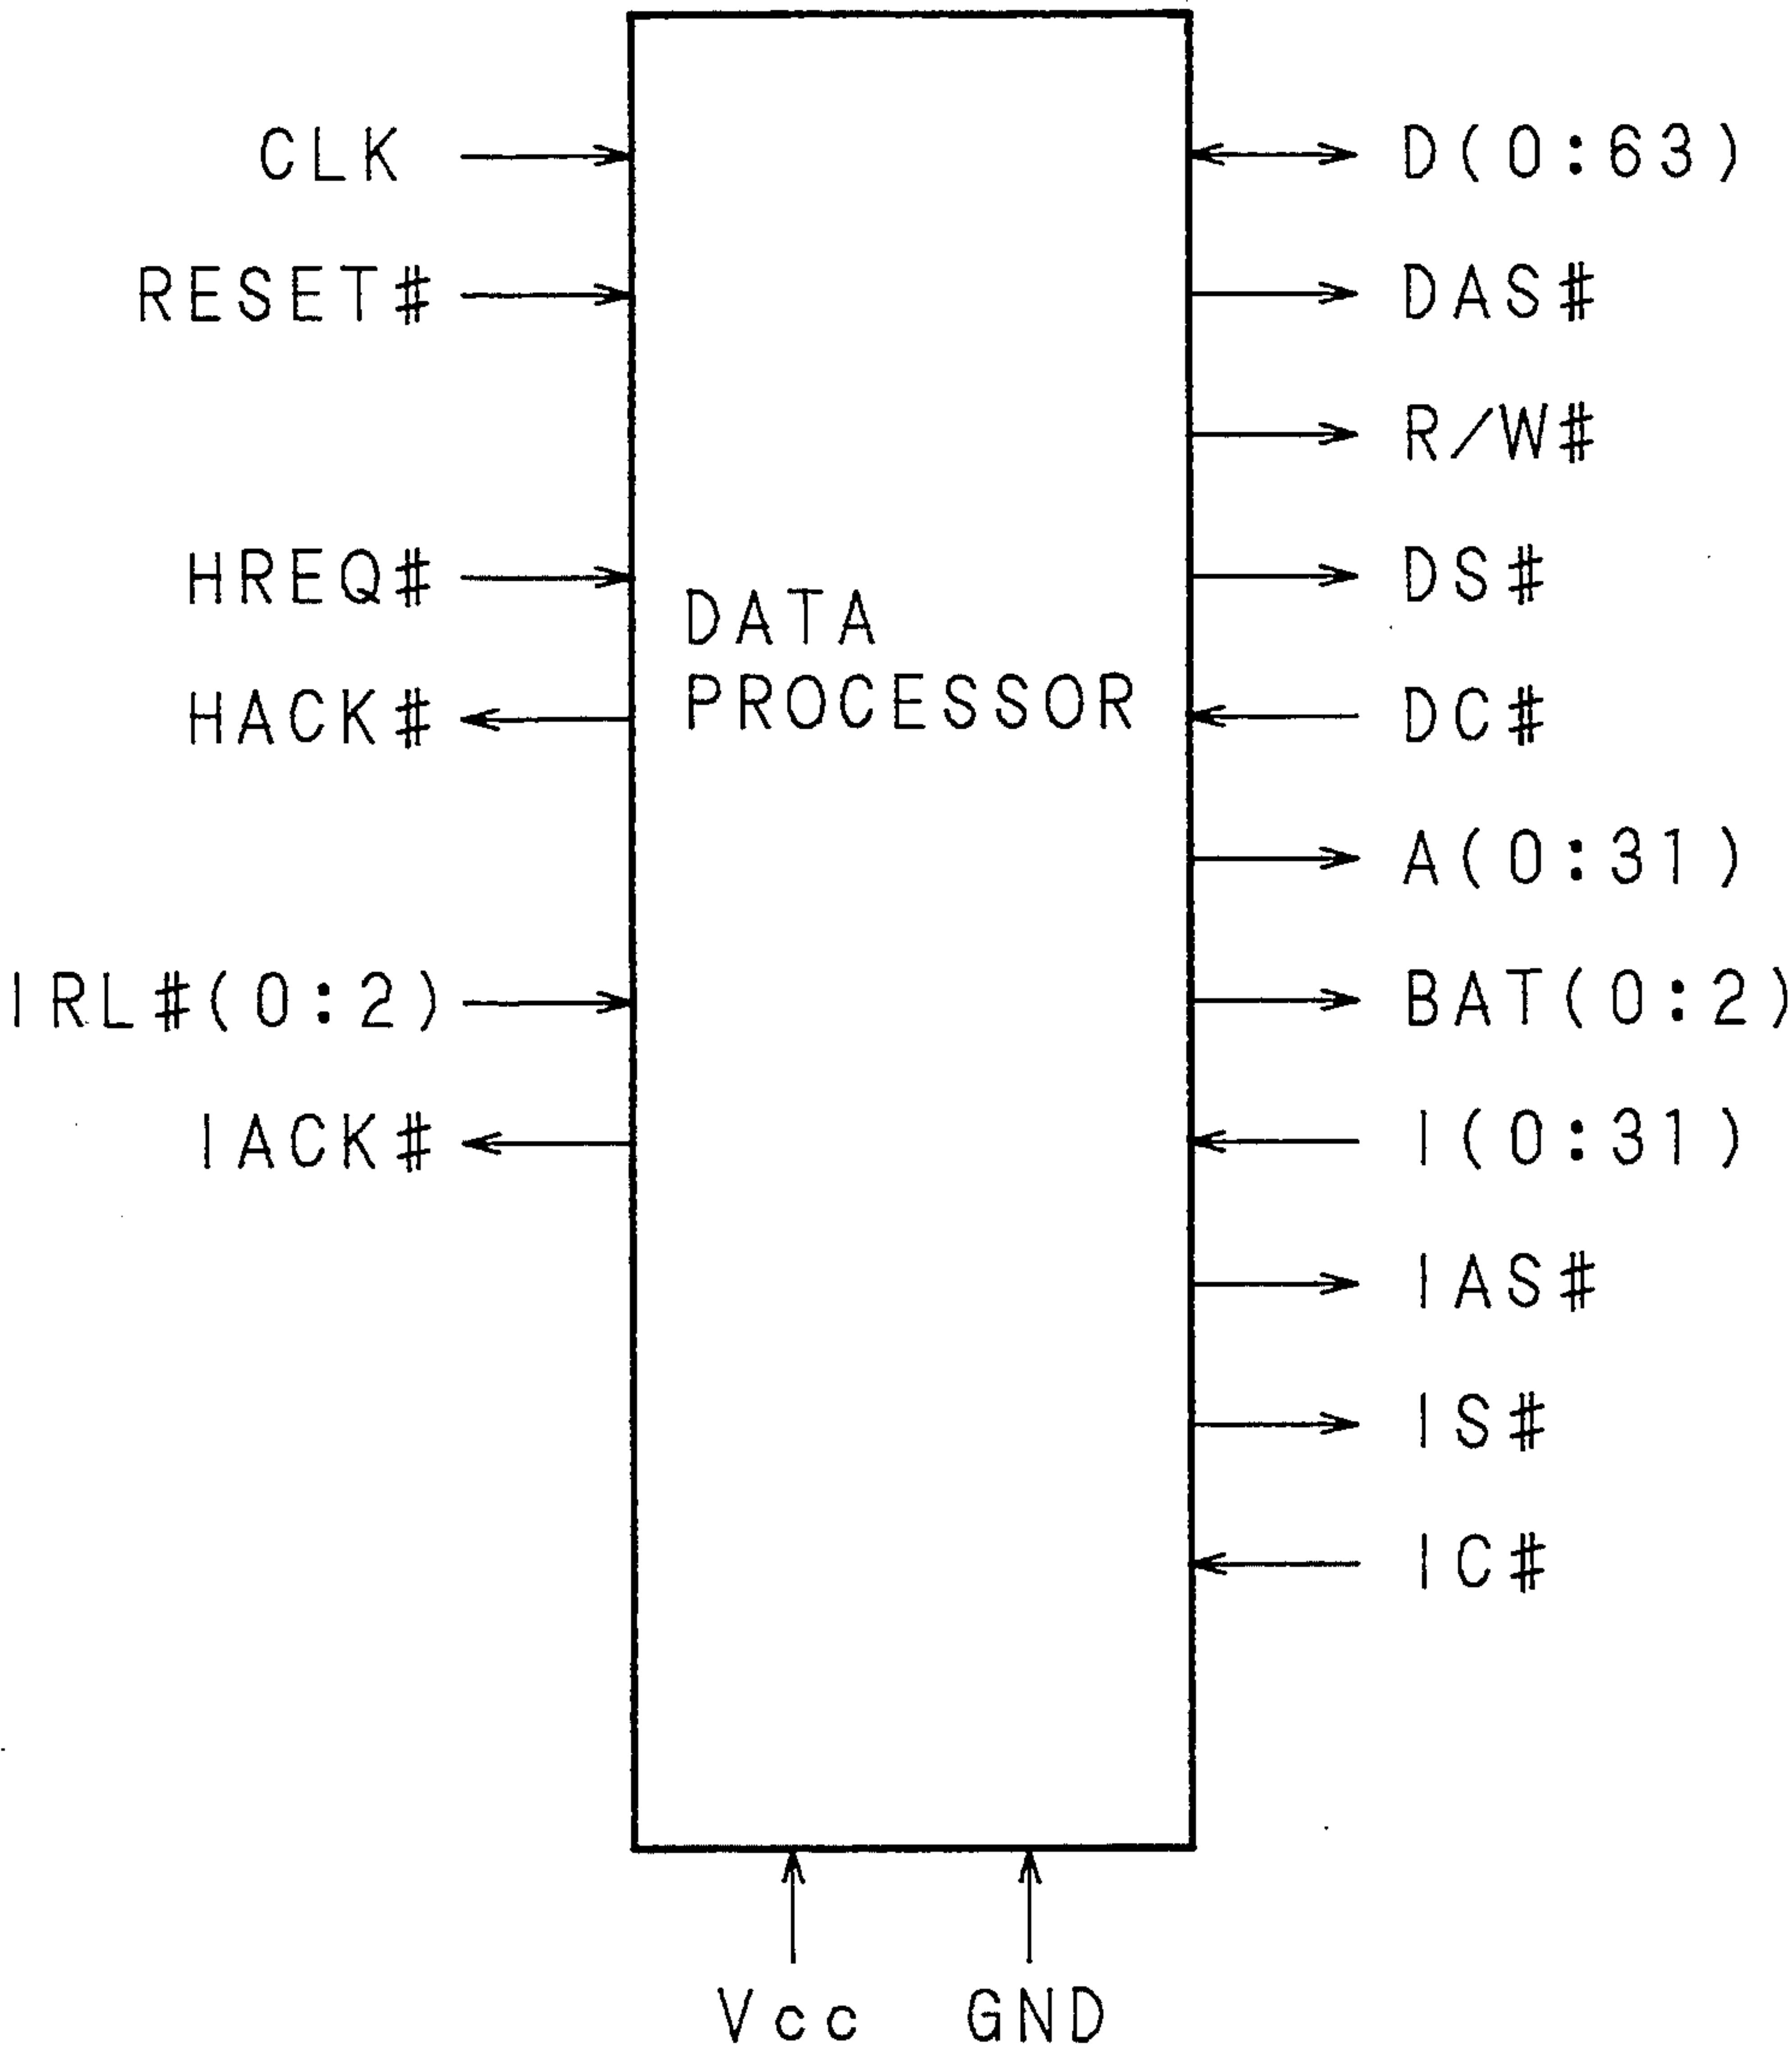 CLK
RESET#
HREQ#
HACK#
IRL#(0:2)
IACK#
DATA
PROCESSOR
D(0:63)
DAS#
R/W#
DS#
DC#
A(0:31)
BAT(0:2)
I(0:31)
IAS#
IS#
IC#
Vcc GND